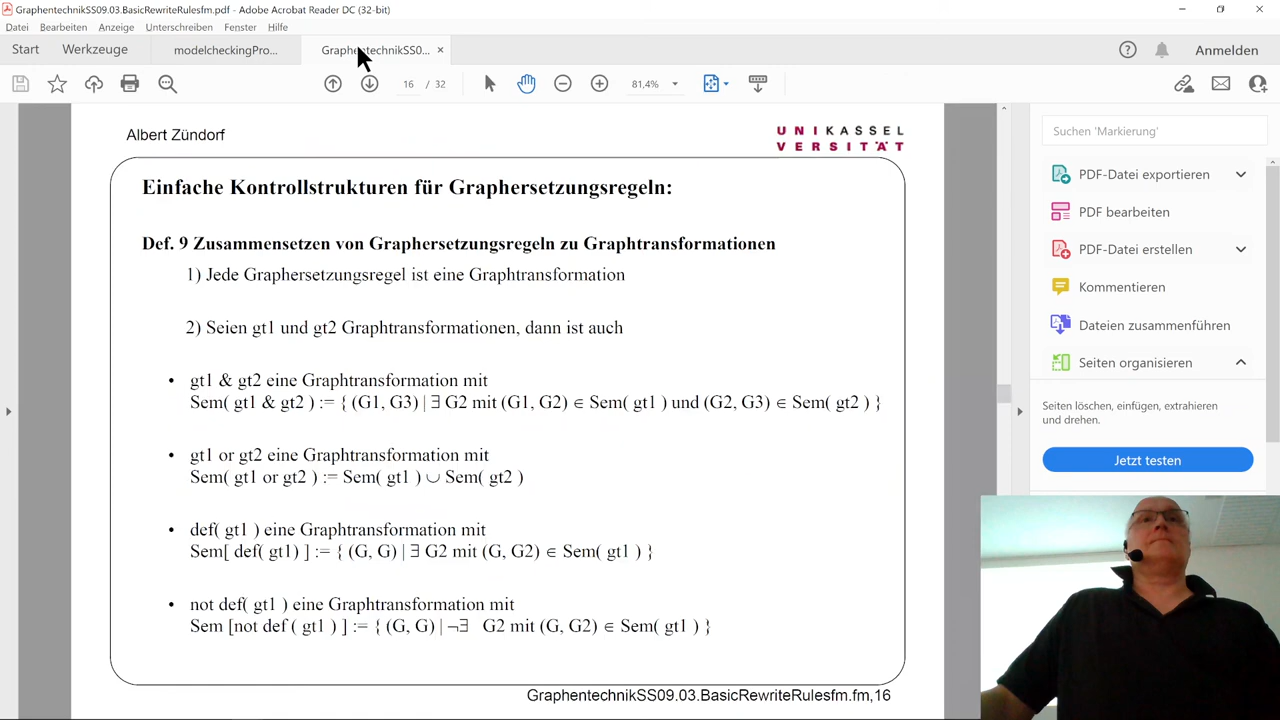 GraphentechnikSS09.03.BasicRewriteRulesfm.pdf - Adobe Acrobat Reader DC (32-bit)
Datei Bearbeiten Anzeige Unterschreiben Fenster Hilfe
Start Werkzeuge modelcheckingPro... GraphentechnikSS0... × Anmelden
16 / 32 81,4%
Albert Zündorf
UNIKASSEL
VERSITÄT
Einfache Kontrollstrukturen für Graphersetzungsregeln:
Def. 9 Zusammensetzen von Graphersetzungsregeln zu Graphtransformationen
1) Jede Graphersetzungsregel ist eine Graphtransformation
2) Seien gt1 und gt2 Graphtransformationen, dann ist auch
• gt1 & gt2 eine Graphtransformation mit
Sem( gt1 & gt2 ) := { (G1, G3) | ∃ G2 mit (G1, G2) ∈ Sem( gt1 ) und (G2, G3) ∈ Sem( gt2 ) }
• gt1 or gt2 eine Graphtransformation mit
Sem( gt1 or gt2 ) := Sem( gt1 ) ∪ Sem( gt2 )
• def( gt1 ) eine Graphtransformation mit
Sem[ def( gt1) ] := { (G, G) | ∃ G2 mit (G, G2) ∈ Sem( gt1 ) }
• not def( gt1 ) eine Graphtransformation mit
Sem [not def ( gt1 ) ] := { (G, G) | ¬∃ G2 mit (G, G2) ∈ Sem( gt1 ) }
GraphentechnikSS09.03.BasicRewriteRulesfm.fm,16
Suchen 'Markierung'
PDF-Datei exportieren
PDF bearbeiten
PDF-Datei erstellen
Kommentieren
Dateien zusammenführen
Seiten organisieren
Seiten löschen, einfügen, extrahieren
und drehen.
Jetzt testen